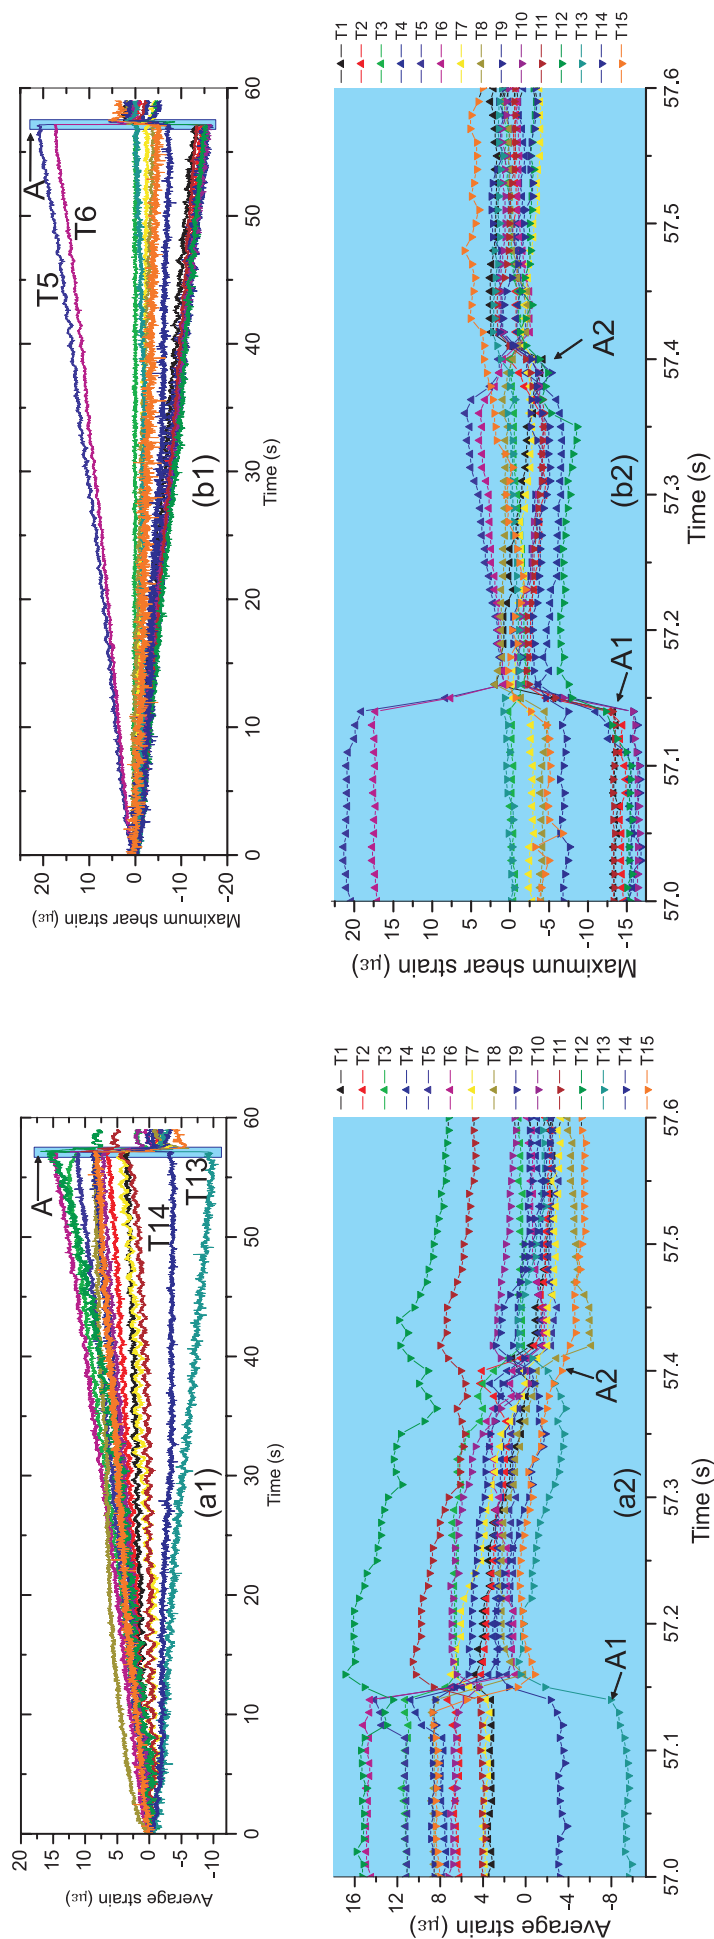 Average strain (με)
15
10
5
0
-5
-10
A
T14
T13
(a1)
0
10
20
30
40
50
60
Time (s)
Maximum shear strain (με)
20
10
0
-10
-20
A
T5
T6
(b1)
0
10
20
30
40
50
60
Time (s)
Average strain (με)
16
12
8
4
0
-4
-8
A1
A2
(a2)
57.0
57.1
57.2
57.3
57.4
57.5
57.6
Time (s)
T1
T2
T3
T4
T5
T6
T7
T8
T9
T10
T11
T12
T13
T14
T15
Maximum shear strain (με)
20
15
10
5
0
-5
-10
-15
A1
A2
(b2)
57.0
57.1
57.2
57.3
57.4
57.5
57.6
Time (s)
T1
T2
T3
T4
T5
T6
T7
T8
T9
T10
T11
T12
T13
T14
T15